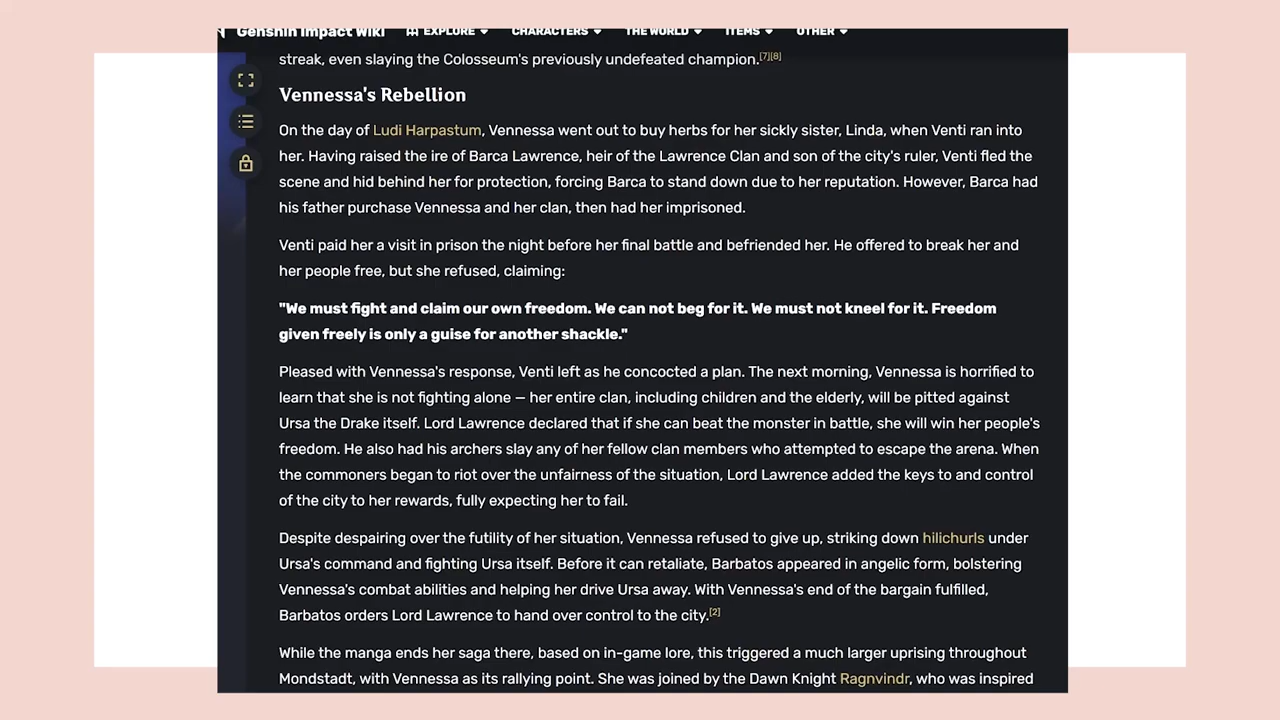 Genshin Impact Wiki EXPLORE CHARACTERS THE WORLD ITEMS OTHER
streak, even slaying the Colosseum's previously undefeated champion.[7][8]
Vennessa's Rebellion
On the day of Ludi Harpastum, Vennessa went out to buy herbs for her sickly sister, Linda, when Venti ran into
her. Having raised the ire of Barca Lawrence, heir of the Lawrence Clan and son of the city's ruler, Venti fled the
scene and hid behind her for protection, forcing Barca to stand down due to her reputation. However, Barca had
his father purchase Vennessa and her clan, then had her imprisoned.
Venti paid her a visit in prison the night before her final battle and befriended her. He offered to break her and
her people free, but she refused, claiming:
"We must fight and claim our own freedom. We can not beg for it. We must not kneel for it. Freedom
given freely is only a guise for another shackle."
Pleased with Vennessa's response, Venti left as he concocted a plan. The next morning, Vennessa is horrified to
learn that she is not fighting alone — her entire clan, including children and the elderly, will be pitted against
Ursa the Drake itself. Lord Lawrence declared that if she can beat the monster in battle, she will win her people's
freedom. He also had his archers slay any of her fellow clan members who attempted to escape the arena. When
the commoners began to riot over the unfairness of the situation, Lord Lawrence added the keys to and control
of the city to her rewards, fully expecting her to fail.
Despite despairing over the futility of her situation, Vennessa refused to give up, striking down hilichurls under
Ursa's command and fighting Ursa itself. Before it can retaliate, Barbatos appeared in angelic form, bolstering
Vennessa's combat abilities and helping her drive Ursa away. With Vennessa's end of the bargain fulfilled,
Barbatos orders Lord Lawrence to hand over control to the city.[2]
While the manga ends her saga there, based on in-game lore, this triggered a much larger uprising throughout
Mondstadt, with Vennessa as its rallying point. She was joined by the Dawn Knight Ragnvindr, who was inspired